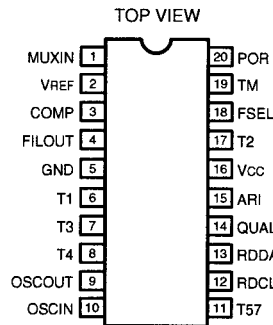 TOP VIEW
MUXIN 1 20 POR
VREF 2 19 TM
COMP 3 18 FSEL
FILOUT 4 17 T2
GND 5 16 VCC
T1 6 15 ARI
T3 7 14 QUAL
T4 8 13 RDDA
OSCOUT 9 12 RDCL
OSCIN 10 11 T57